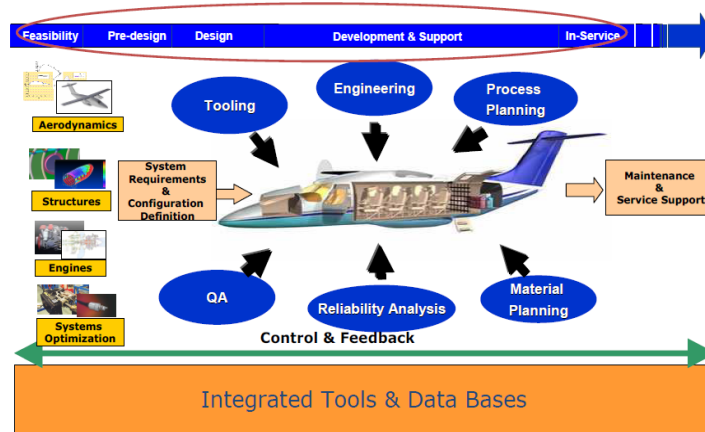 Feasibility Pre-design Design Development & Support In-Service
Tooling
Engineering
Process
Planning
Aerodynamics
Structures
Engines
Systems
Optimization
System
Requirements
&
Configuration
Definition
Maintenance
&
Service Support
QA
Reliability Analysis
Material
Planning
Control & Feedback
Integrated Tools & Data Bases